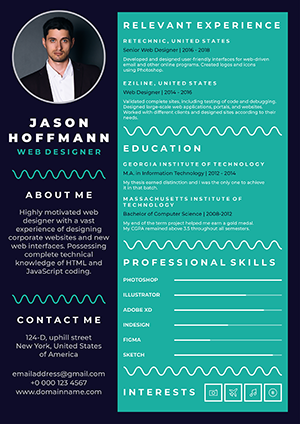 JASON
HOFFMANN
WEB DESIGNER
ABOUT ME
Highly motivated web
designer with a vast
experience of designing
corporate websites and new
web interfaces. Possessing
complete technical
knowledge of HTML and
JavaScript coding.
CONTACT ME
124-D, uphill street
New York, United States
of America
emailaddress@gmail.com
+0 000 123 4567
www.domainname.com
RELEVANT EXPERIENCE
RETECHNIC, UNITED STATES
Senior Web Designer | 2016 - 2018
Developed and designed user-friendly interfaces for web-driven
email and other online programs. Created logos and icons
using Photoshop.
EZILINE, UNITED STATES
Web Designer | 2014 - 2016
Validated complete sites, including testing of code and debugging.
Designed large-scale web applications, portals, and websites.
Worked with different clients and designed sites according to their
needs.
EDUCATION
GEORGIA INSTITUTE OF TECHNOLOGY
M.A. in Information Technology | 2012 - 2014
My thesis earned distinction and I was the only one to achieve
it in that batch.
MASSACHUSETTS INSTITUTE OF
TECHNOLOGY
Bachelor of Computer Science | 2008-2012
My end of the term project helped me earn a gold medal.
My CGPA remained above 3.5 throughout all semesters.
PROFESSIONAL SKILLS
PHOTOSHOP
ILLUSTRATOR
ADOBE XD
INDESIGN
FIGMA
SKETCH
INTERESTS